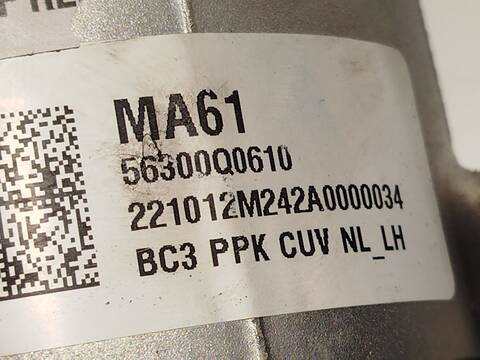 MA61
56300Q0610
221012M242A0000034
BC3 PPK CUV NL_LH